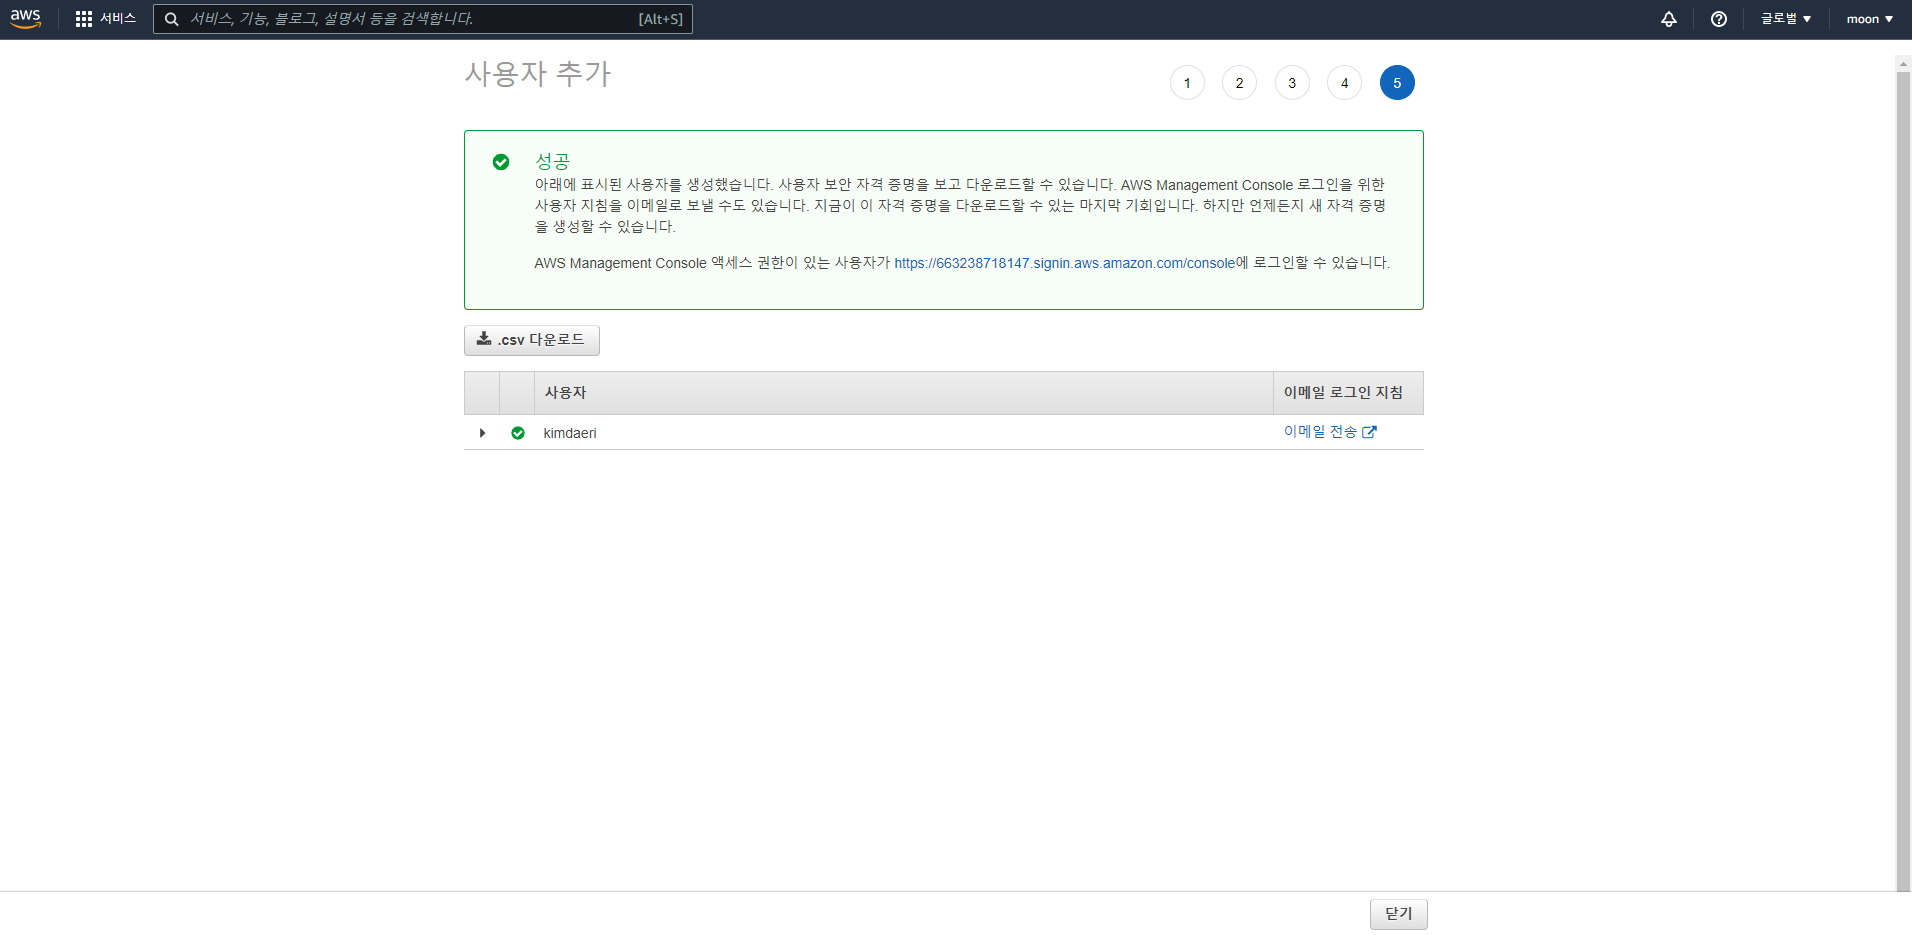 aws 서비스 서비스, 기능, 블로그, 설명서 등을 검색합니다. [Alt+S] 글로벌 moon
사용자 추가
1 2 3 4 5
성공
아래에 표시된 사용자를 생성했습니다. 사용자 보안 자격 증명을 보고 다운로드할 수 있습니다. AWS Management Console 로그인을 위한
사용자 지침을 이메일로 보낼 수도 있습니다. 지금이 이 자격 증명을 다운로드할 수 있는 마지막 기회입니다. 하지만 언제든지 새 자격 증명
을 생성할 수 있습니다.
AWS Management Console 액세스 권한이 있는 사용자가 https://663238718147.signin.aws.amazon.com/console에 로그인할 수 있습니다.
.csv 다운로드
사용자 이메일 로그인 지침
kimdaeri 이메일 전송
닫기